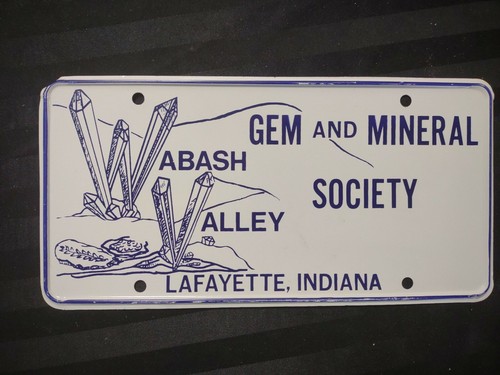 WABASH
VALLEY
GEM AND MINERAL
SOCIETY
LAFAYETTE, INDIANA